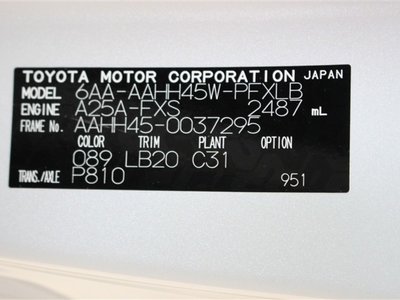 TOYOTA MOTOR CORPORATION JAPAN
MODEL 6AA-AAHH45W-PFXLB
ENGINE A25A-FXS 2487 mL
FRAME No. AAHH45-0037295
COLOR TRIM PLANT OPTION
089 LB20 C31
TRANS./AXLE P810 951